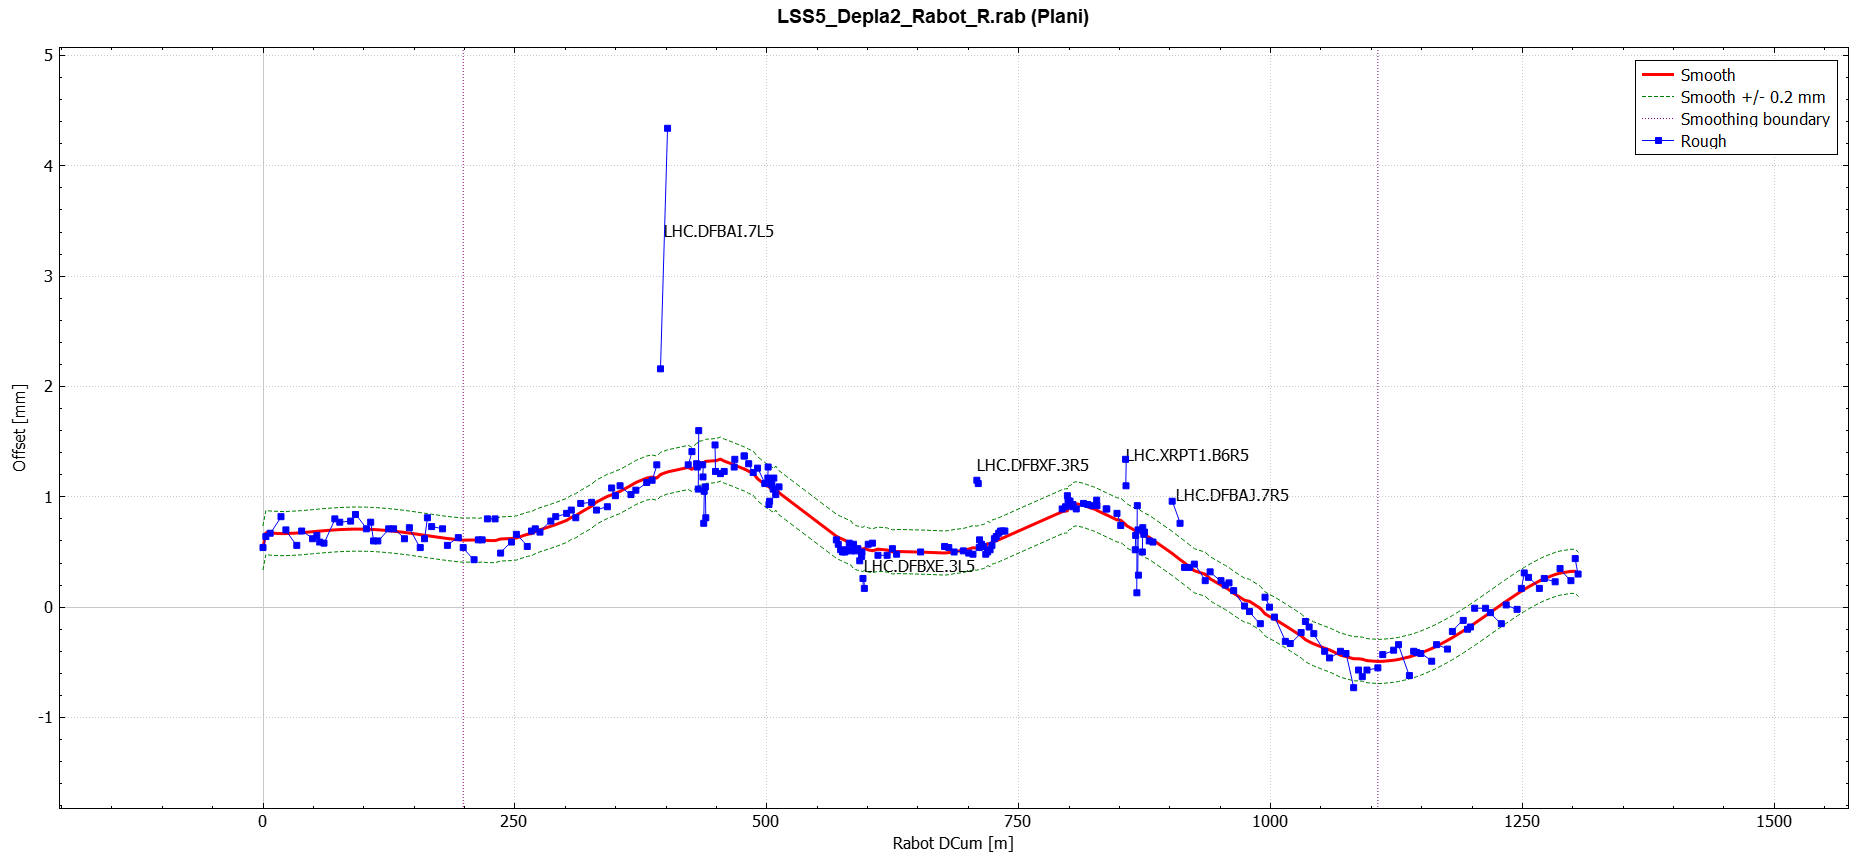 LSS5_Depla2_Rabot_R.rab (Plani)
Smooth
Smooth +/- 0.2 mm
Smoothing boundary
Rough
5
4
3
2
1
0
-1
Offset [mm]
LHC.DFBAI.7L5
LHC.DFBXF.3R5
LHC.XRPT1.B6R5
LHC.DFBAJ.7R5
LHC.DFBXE.3L5
0
250
500
750
1000
1250
1500
Rabot DCum [m]